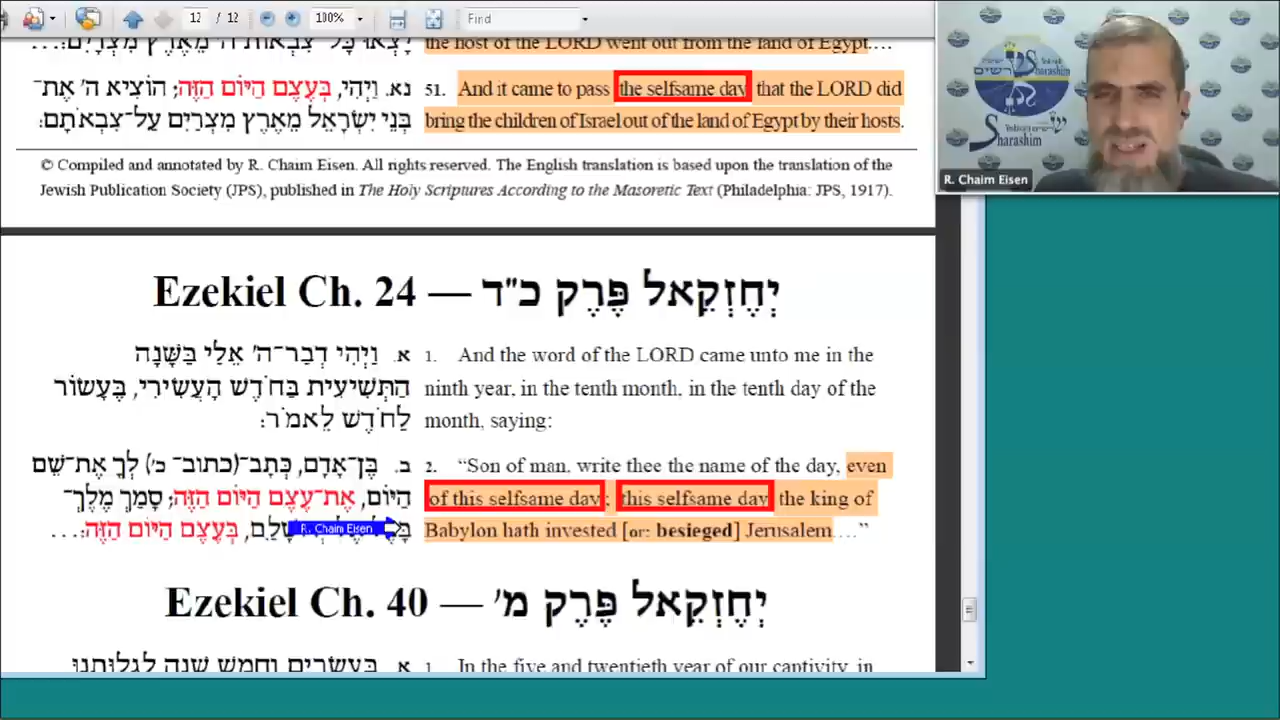 12 / 12
100%
Find
יָצְאוּ כָּל־צִבְאוֹת ה' מֵאֶרֶץ מִצְרָיִם:...
the host of the LORD went out from the land of Egypt....
נא. וַיְהִי, בְּעֶצֶם הַיּוֹם הַזֶּה; הוֹצִיא ה' אֶת־
בְּנֵי יִשְׂרָאֵל מֵאֶרֶץ מִצְרַיִם עַל־צִבְאֹתָם:
51. And it came to pass the selfsame day that the LORD did
bring the children of Israel out of the land of Egypt by their hosts.
© Compiled and annotated by R. Chaim Eisen. All rights reserved. The English translation is based upon the translation of the
Jewish Publication Society (JPS), published in The Holy Scriptures According to the Masoretic Text (Philadelphia: JPS, 1917).
Ezekiel Ch. 24 — יְחֶזְקֵאל פֶּרֶק כ"ד
א. וַיְהִי דְבַר־ה' אֵלַי בַּשָּׁנָה
הַתְּשִׁיעִית בַּחֹדֶשׁ הָעֲשִׂירִי, בֶּעָשׂוֹר
לַחֹדֶשׁ לֵאמֹר:
1. And the word of the LORD came unto me in the
ninth year, in the tenth month, in the tenth day of the
month, saying:
ב. בֶּן־אָדָם, כְּתָב־(כתוב־ כ') לְךָ אֶת־שֵׁם
הַיּוֹם, אֶת־עֶצֶם הַיּוֹם הַזֶּה; סָמַךְ מֶלֶךְ־
בְּעֶצֶם הַיּוֹם הַזֶּה:...
2. “Son of man, write thee the name of the day, even
of this selfsame day; this selfsame day the king of
Babylon hath invested [or: besieged] Jerusalem....”
R. Chaim Eisen
Ezekiel Ch. 40 — יְחֶזְקֵאל פֶּרֶק מ'
א. בְּעֶשְׂרִים וְחָמֵשׁ שָׁנָה לְגָלוּתֵנוּ
1. In the five and twentieth year of our captivity, in
R. Chaim Eisen
שרשים
Sharashim